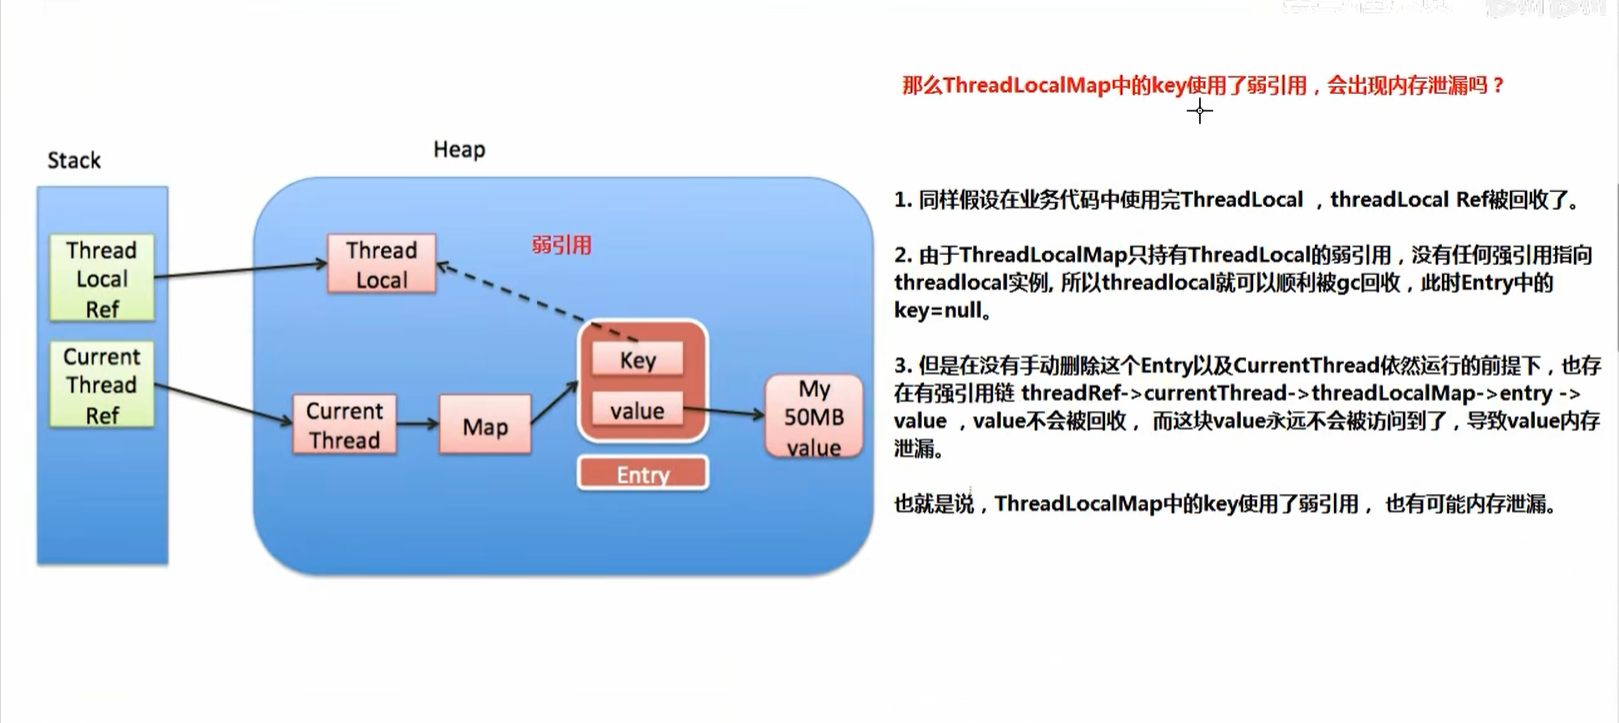 那么ThreadLocalMap中的key使用了弱引用，会出现内存泄漏吗？
Stack
Heap
Thread
Local
Ref
Current
Thread
Ref
Thread
Local
弱引用
Current
Thread
Map
Key
value
Entry
My
50MB
value
1. 同样假设在业务代码中使用完ThreadLocal ，threadLocal Ref被回收了。
2. 由于ThreadLocalMap只持有ThreadLocal的弱引用，没有任何强引用指向
threadlocal实例, 所以threadlocal就可以顺利被gc回收，此时Entry中的
key=null。
3. 但是在没有手动删除这个Entry以及CurrentThread依然运行的前提下，也存
在有强引用链 threadRef->currentThread->threadLocalMap->entry ->
value ，value不会被回收， 而这块value永远不会被访问到了，导致value内存
泄漏。
也就是说，ThreadLocalMap中的key使用了弱引用， 也有可能内存泄漏。